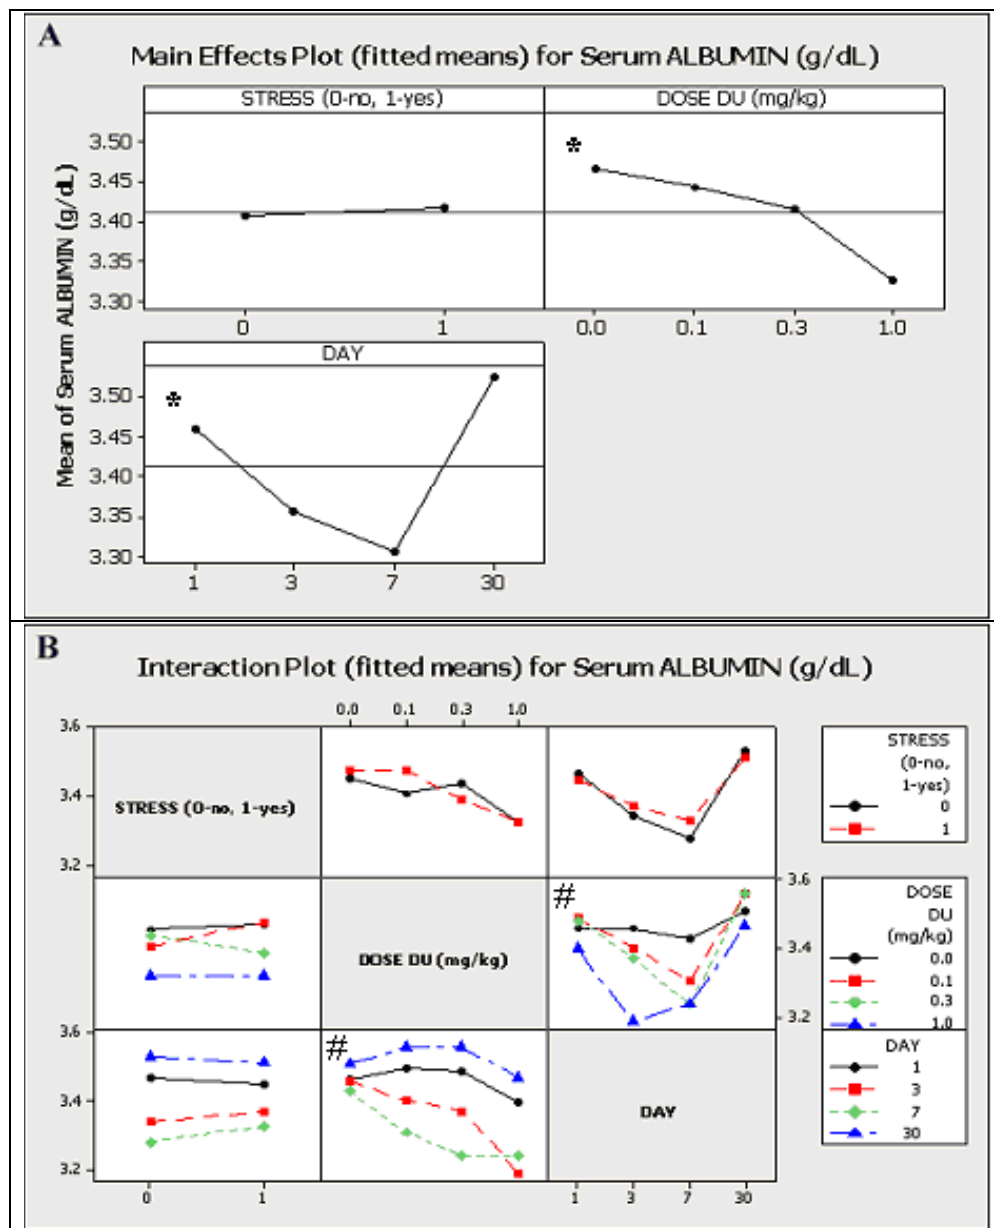 A
Main Effects Plot (fitted means) for Serum ALBUMIN (g/dL)
Mean of Serum ALBUMIN (g/dL)
STRESS (0-no, 1-yes)
DOSE DU (mg/kg)
3.50
3.45
3.40
3.35
3.30
*
0
1
0.0
0.1
0.3
1.0
DAY
3.50
3.45
3.40
3.35
3.30
*
1
3
7
30
B
Interaction Plot (fitted means) for Serum ALBUMIN (g/dL)
0.0
0.1
0.3
1.0
3.6
3.4
3.2
STRESS (0-no, 1-yes)
STRESS
(0-no,
1-yes)
0
1
#
DOSE DU (mg/kg)
3.6
3.4
3.2
DOSE
DU
(mg/kg)
0.0
0.1
0.3
1.0
3.6
3.4
3.2
#
DAY
DAY
1
3
7
30
0
1
1
3
7
30